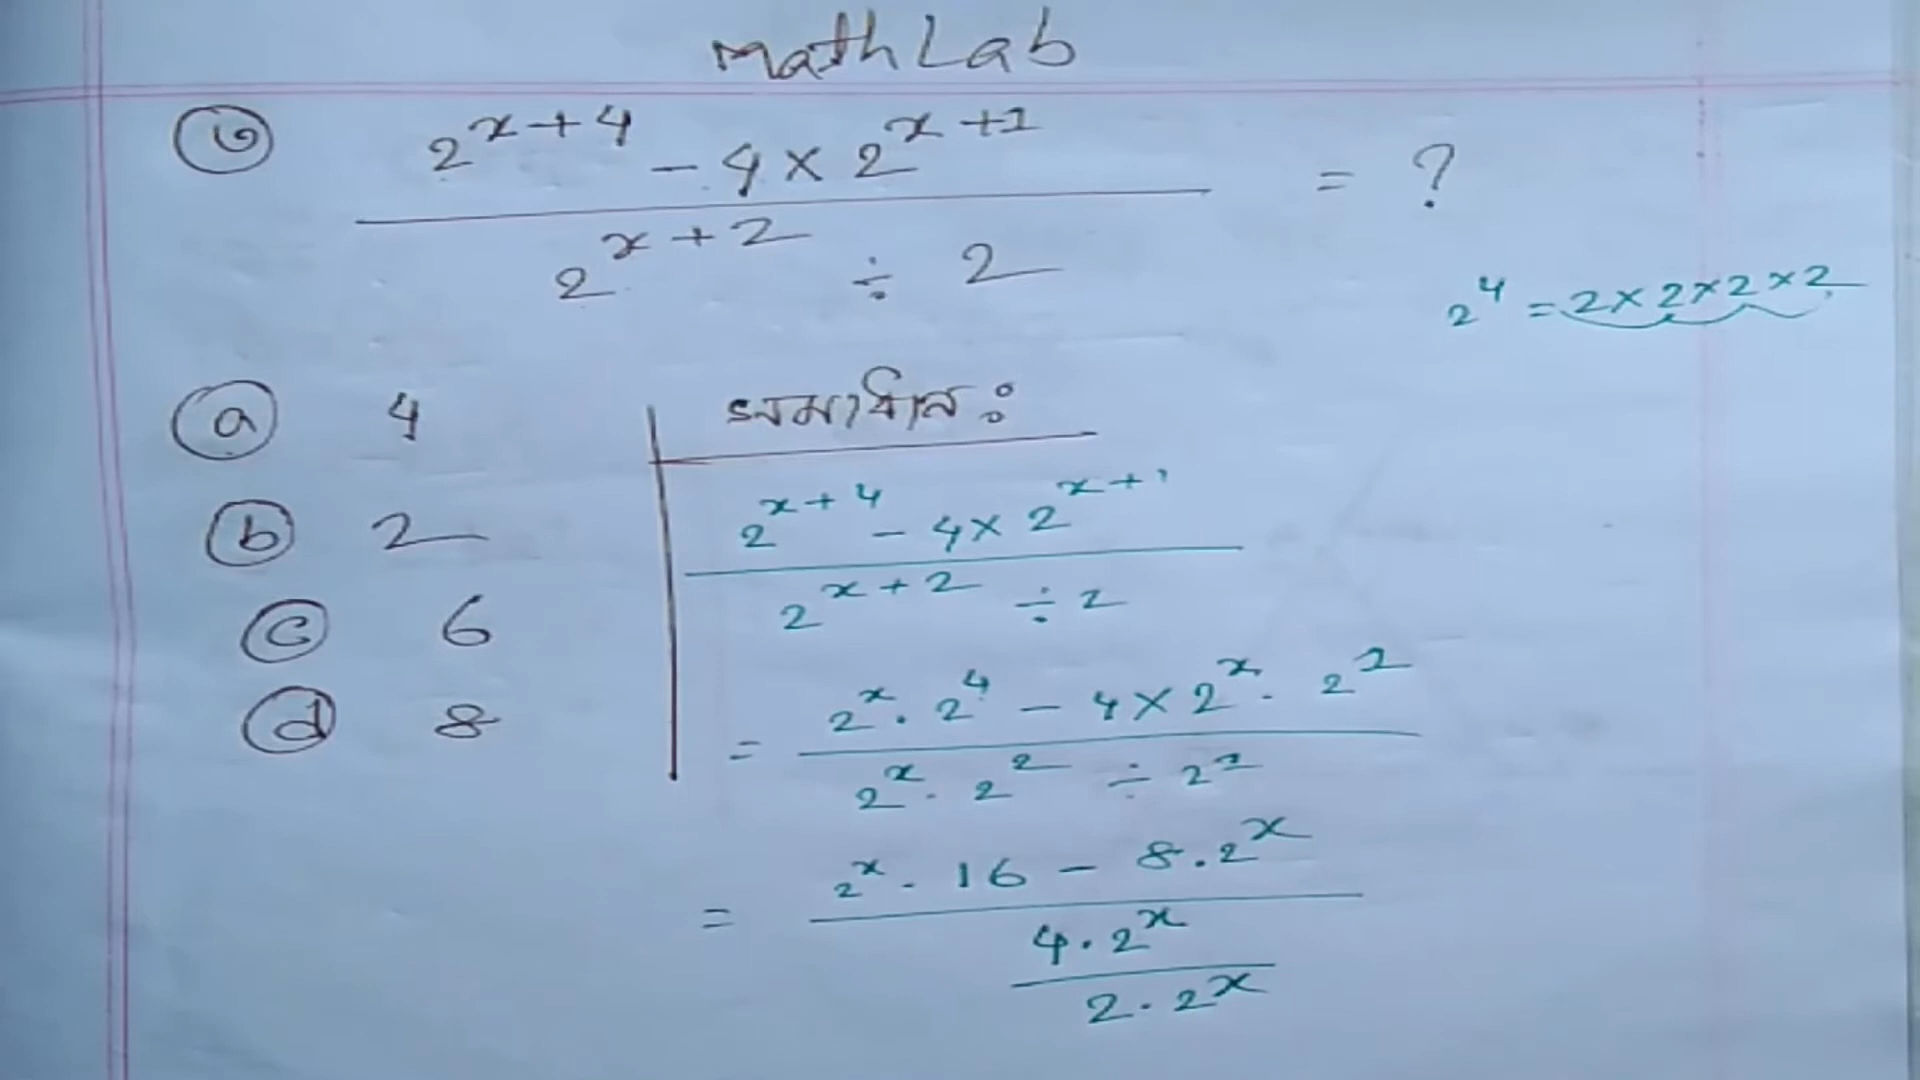 MathLab
৩ (2^(x+4) - 4 × 2^(x+1)) / (2^(x+2) ÷ 2) = ?
2^4 = 2×2×2×2
a 4
b 2
c 6
d 8
সমাধান:
(2^(x+4) - 4× 2^(x+1)) / (2^(x+2) ÷ 2)
= (2^x . 2^4 - 4 × 2^x . 2^1) / (2^x . 2^2 ÷ 2^1)
= (2^x . 16 - 8 . 2^x) / ((4 . 2^x) / (2 . 2^x))